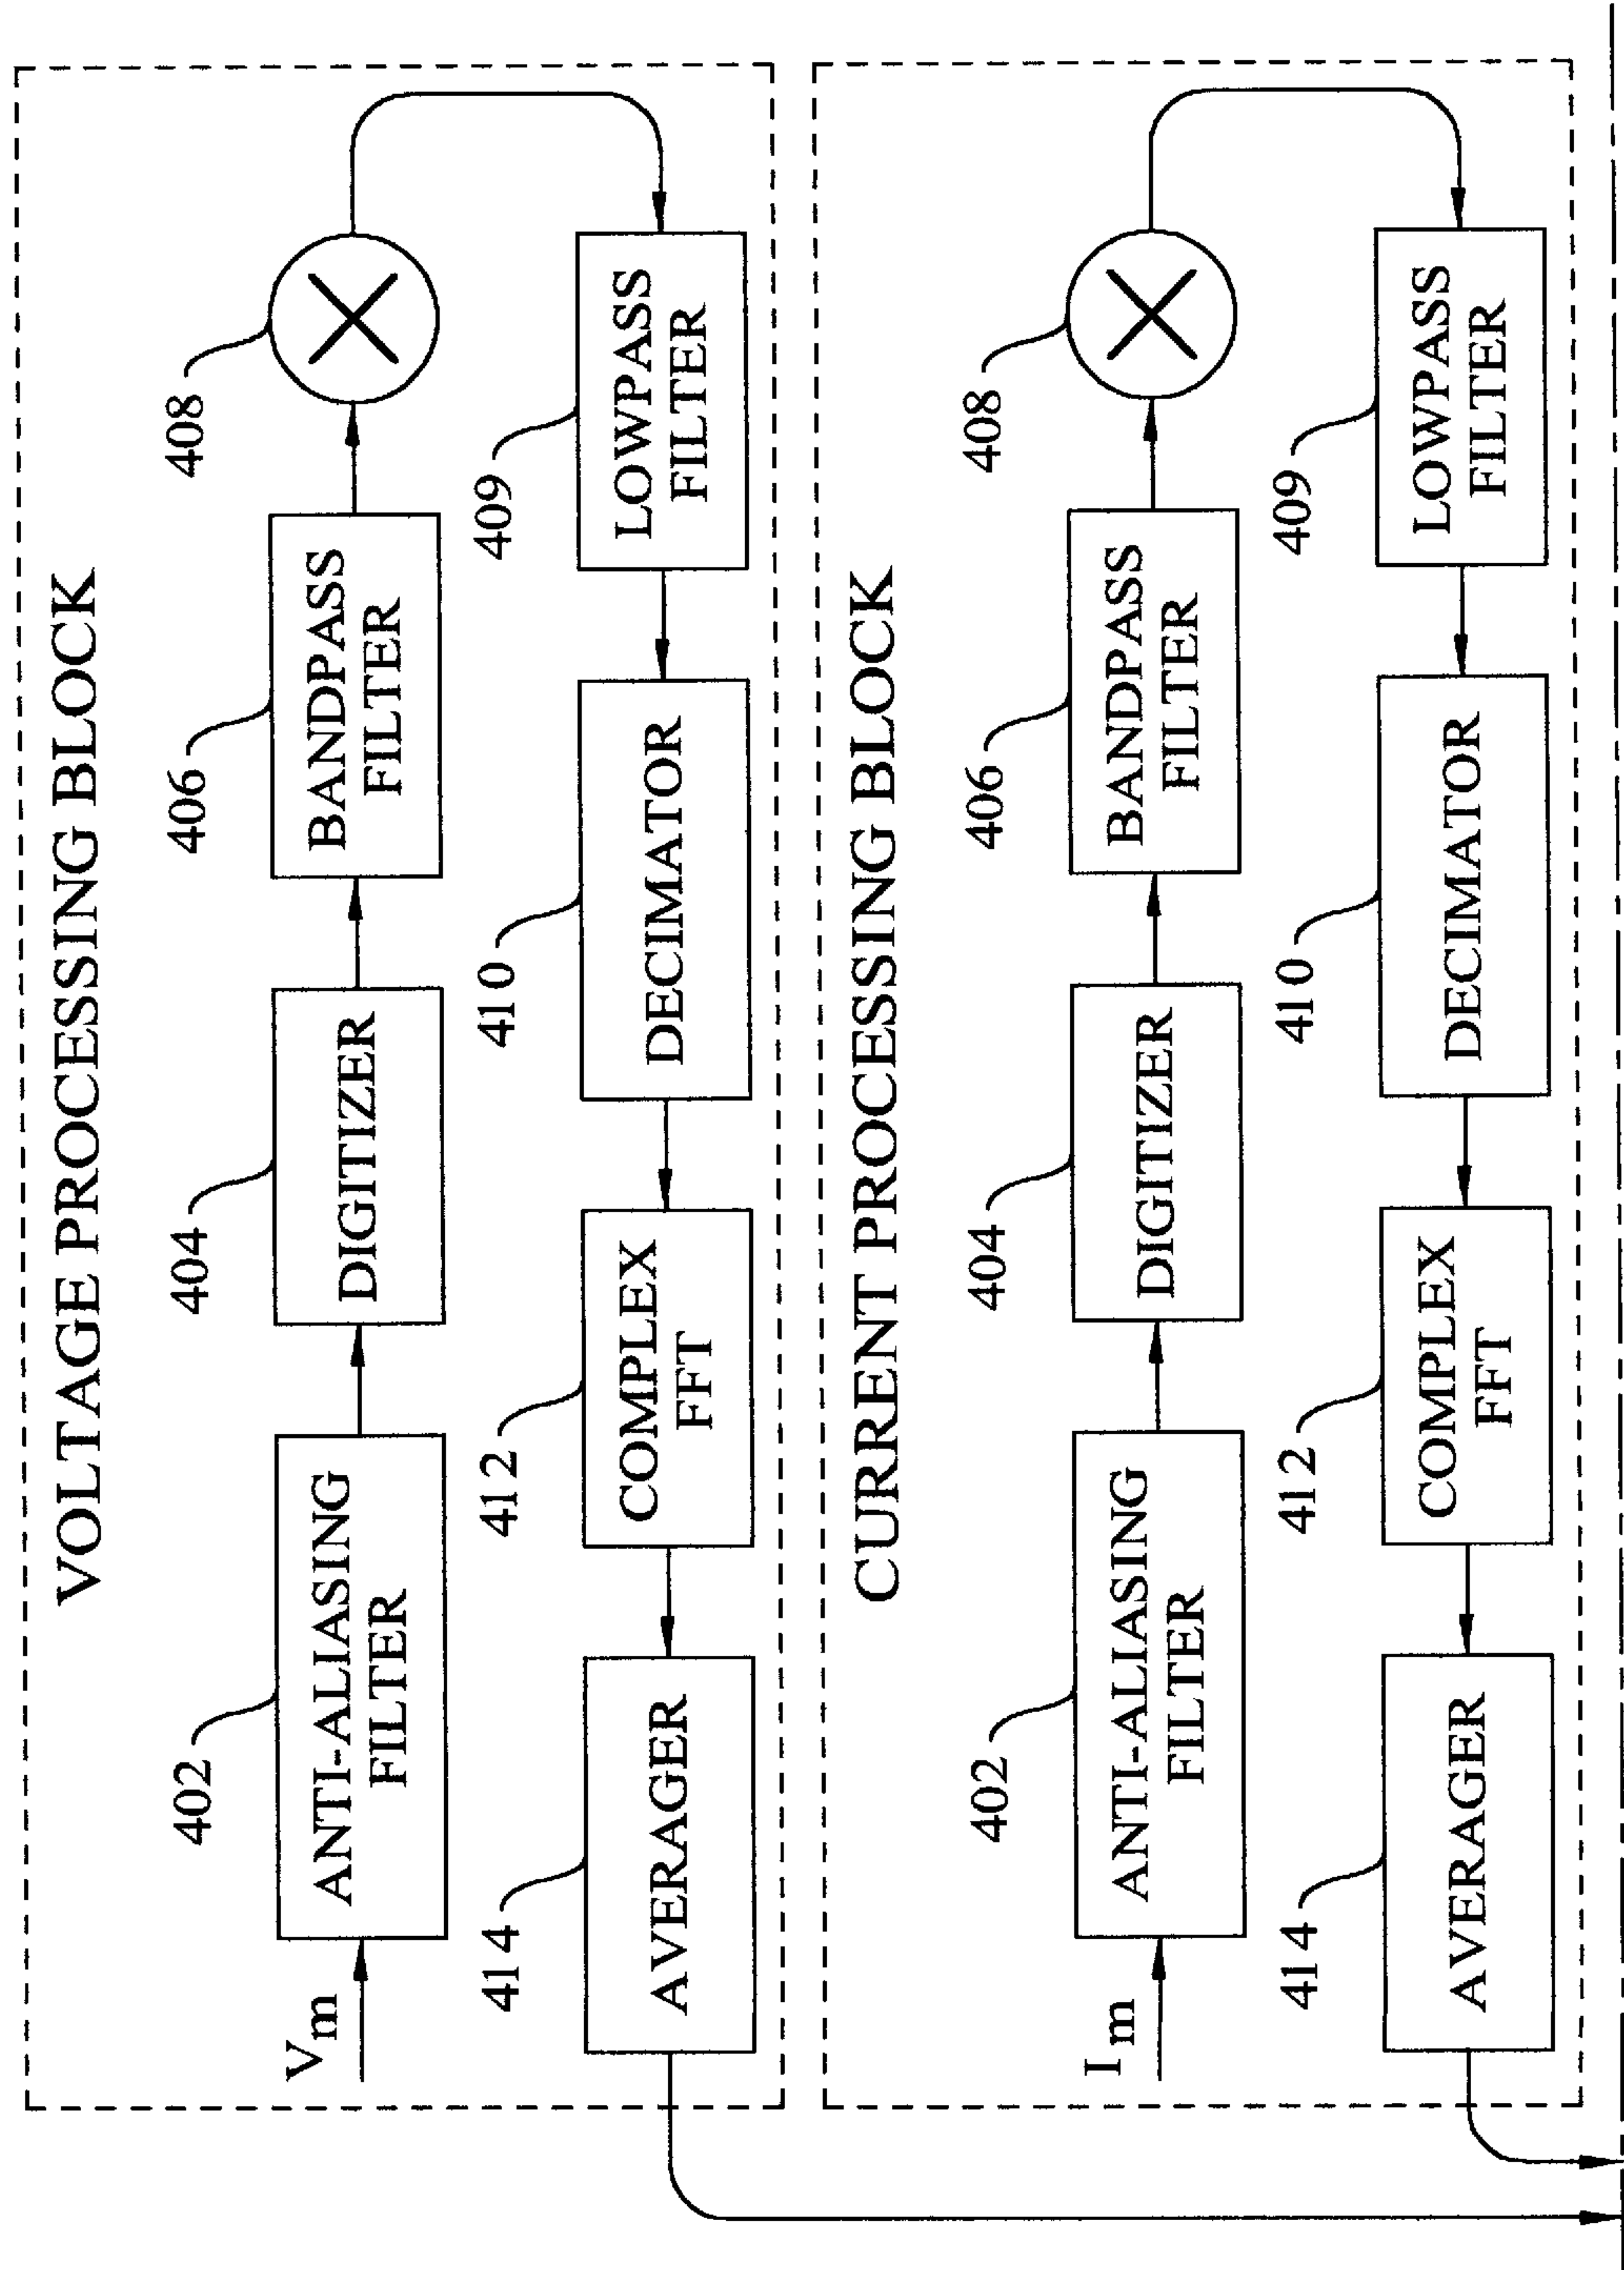 VOLTAGE PROCESSING BLOCK
402
404
406
408
Vm
ANTI-ALIASING
FILTER
DIGITIZER
BANDPASS
FILTER
414
412
410
409
AVERAGER
COMPLEX
FFT
DECIMATOR
LOWPASS
FILTER
CURRENT PROCESSING BLOCK
402
404
406
408
Im
ANTI-ALIASING
FILTER
DIGITIZER
BANDPASS
FILTER
414
412
410
409
AVERAGER
COMPLEX
FFT
DECIMATOR
LOWPASS
FILTER